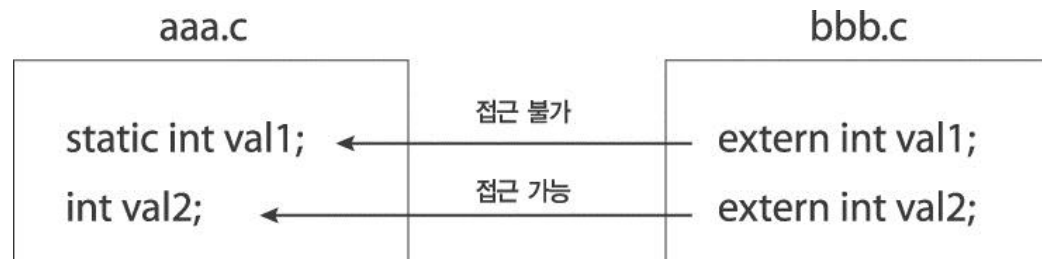 aaa.c
bbb.c
접근 불가
static int val1;
extern int val1;
접근 가능
int val2;
extern int val2;